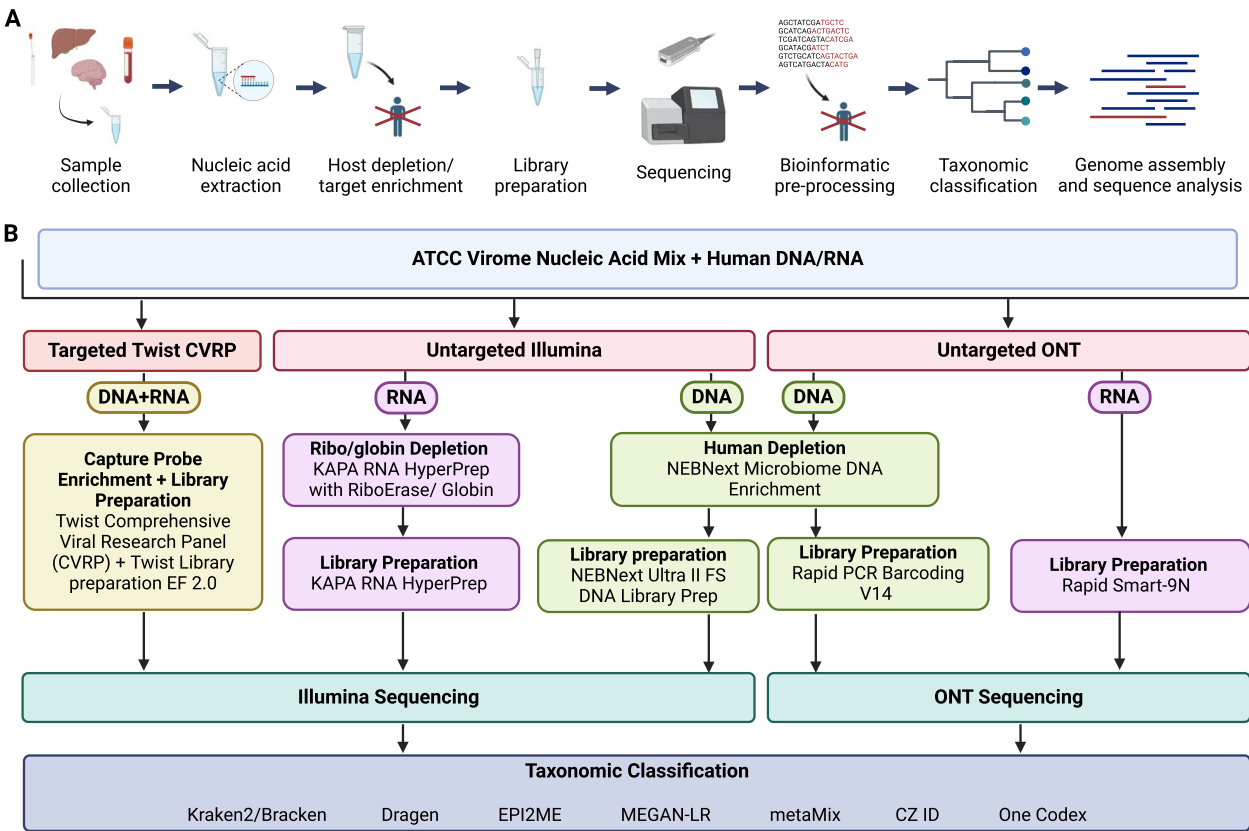 A
AGCTATCGATGCTC
GCATCAGACTGACTC
TCGATCAGTACATCGA
GCATACGATCT
GTCTGCATCAGTACTGA
AGTCATGACTACATG
Sample
collection
Nucleic acid
extraction
Host depletion/
target enrichment
Library
preparation
Sequencing
Bioinformatic
pre-processing
Taxonomic
classification
Genome assembly
and sequence analysis
B
ATCC Virome Nucleic Acid Mix + Human DNA/RNA
Targeted Twist CVRP
Untargeted Illumina
Untargeted ONT
DNA+RNA
RNA
DNA
DNA
RNA
Capture Probe
Enrichment + Library
Preparation
Twist Comprehensive
Viral Research Panel
(CVRP) + Twist Library
preparation EF 2.0
Ribo/globin Depletion
KAPA RNA HyperPrep
with RiboErase/ Globin
Human Depletion
NEBNext Microbiome DNA
Enrichment
Library Preparation
KAPA RNA HyperPrep
Library preparation
NEBNext Ultra II FS
DNA Library Prep
Library Preparation
Rapid PCR Barcoding
V14
Library Preparation
Rapid Smart-9N
Illumina Sequencing
ONT Sequencing
Taxonomic Classification
Kraken2/Bracken
Dragen
EPI2ME
MEGAN-LR
metaMix
CZ ID
One Codex